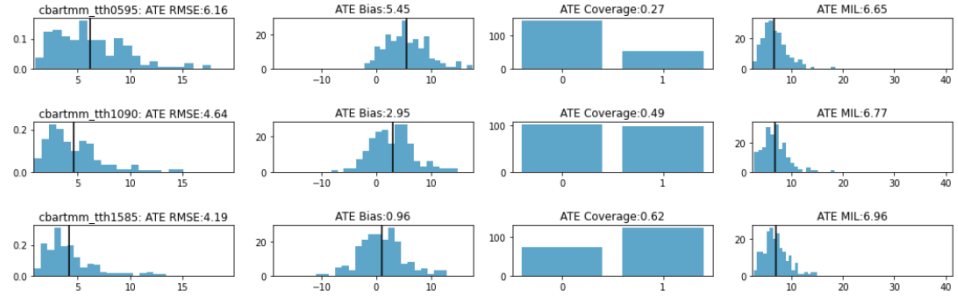 cbartmm_tth0595: ATE RMSE:6.16 ATE Bias:5.45 ATE Coverage:0.27 ATE MIL:6.65
0.1 20 100 20
0.0 0 0 0
5 10 15 −10 0 10 0 1 10 20 30 40
cbartmm_tth1090: ATE RMSE:4.64 ATE Bias:2.95 ATE Coverage:0.49 ATE MIL:6.77
0.2 20 100 20
0.0 0 0 0
5 10 15 −10 0 10 0 1 10 20 30 40
cbartmm_tth1585: ATE RMSE:4.19 ATE Bias:0.96 ATE Coverage:0.62 ATE MIL:6.96
0.2 20 100 20
0.0 0 0 0
5 10 15 −10 0 10 0 1 10 20 30 40